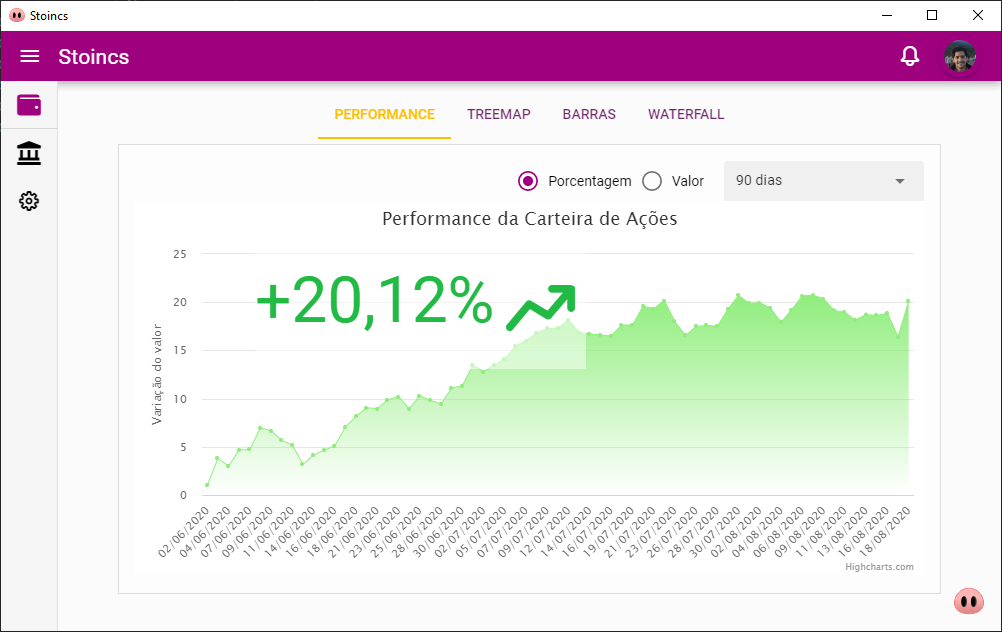 Stoincs
Stoincs
PERFORMANCE TREEMAP BARRAS WATERFALL
Porcentagem Valor 90 dias
Performance da Carteira de Ações
+20,12%
Variação do valor
25
20
15
10
5
0
02/06/2020 04/06/2020 07/06/2020 09/06/2020 11/06/2020 14/06/2020 16/06/2020 18/06/2020 21/06/2020 23/06/2020 25/06/2020 28/06/2020 30/06/2020 02/07/2020 05/07/2020 07/07/2020 09/07/2020 12/07/2020 14/07/2020 16/07/2020 19/07/2020 21/07/2020 23/07/2020 26/07/2020 28/07/2020 30/07/2020 02/08/2020 04/08/2020 06/08/2020 09/08/2020 11/08/2020 13/08/2020 16/08/2020 18/08/2020
Highcharts.com